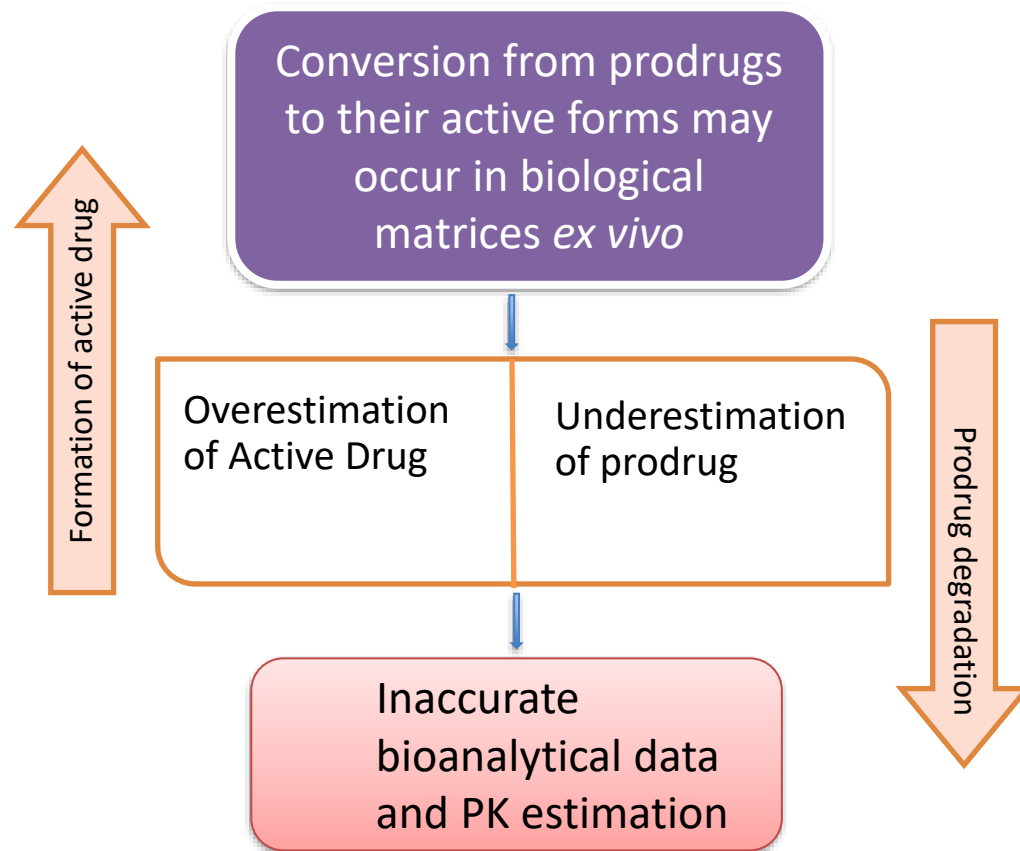 Conversion from prodrugs
to their active forms may
occur in biological
matrices ex vivo
Formation of active drug
Overestimation
of Active Drug
Underestimation
of prodrug
Prodrug degradation
Inaccurate
bioanalytical data
and PK estimation